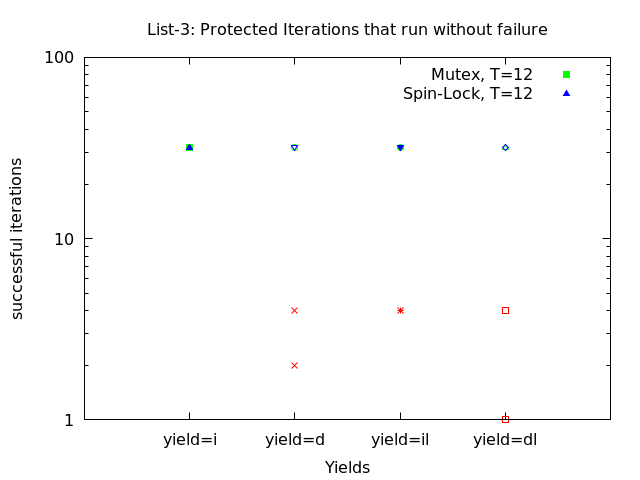 List-3: Protected Iterations that run without failure
100
Mutex, T=12
Spin-Lock, T=12
successful iterations
10
1
yield=i yield=d yield=il yield=dl
Yields